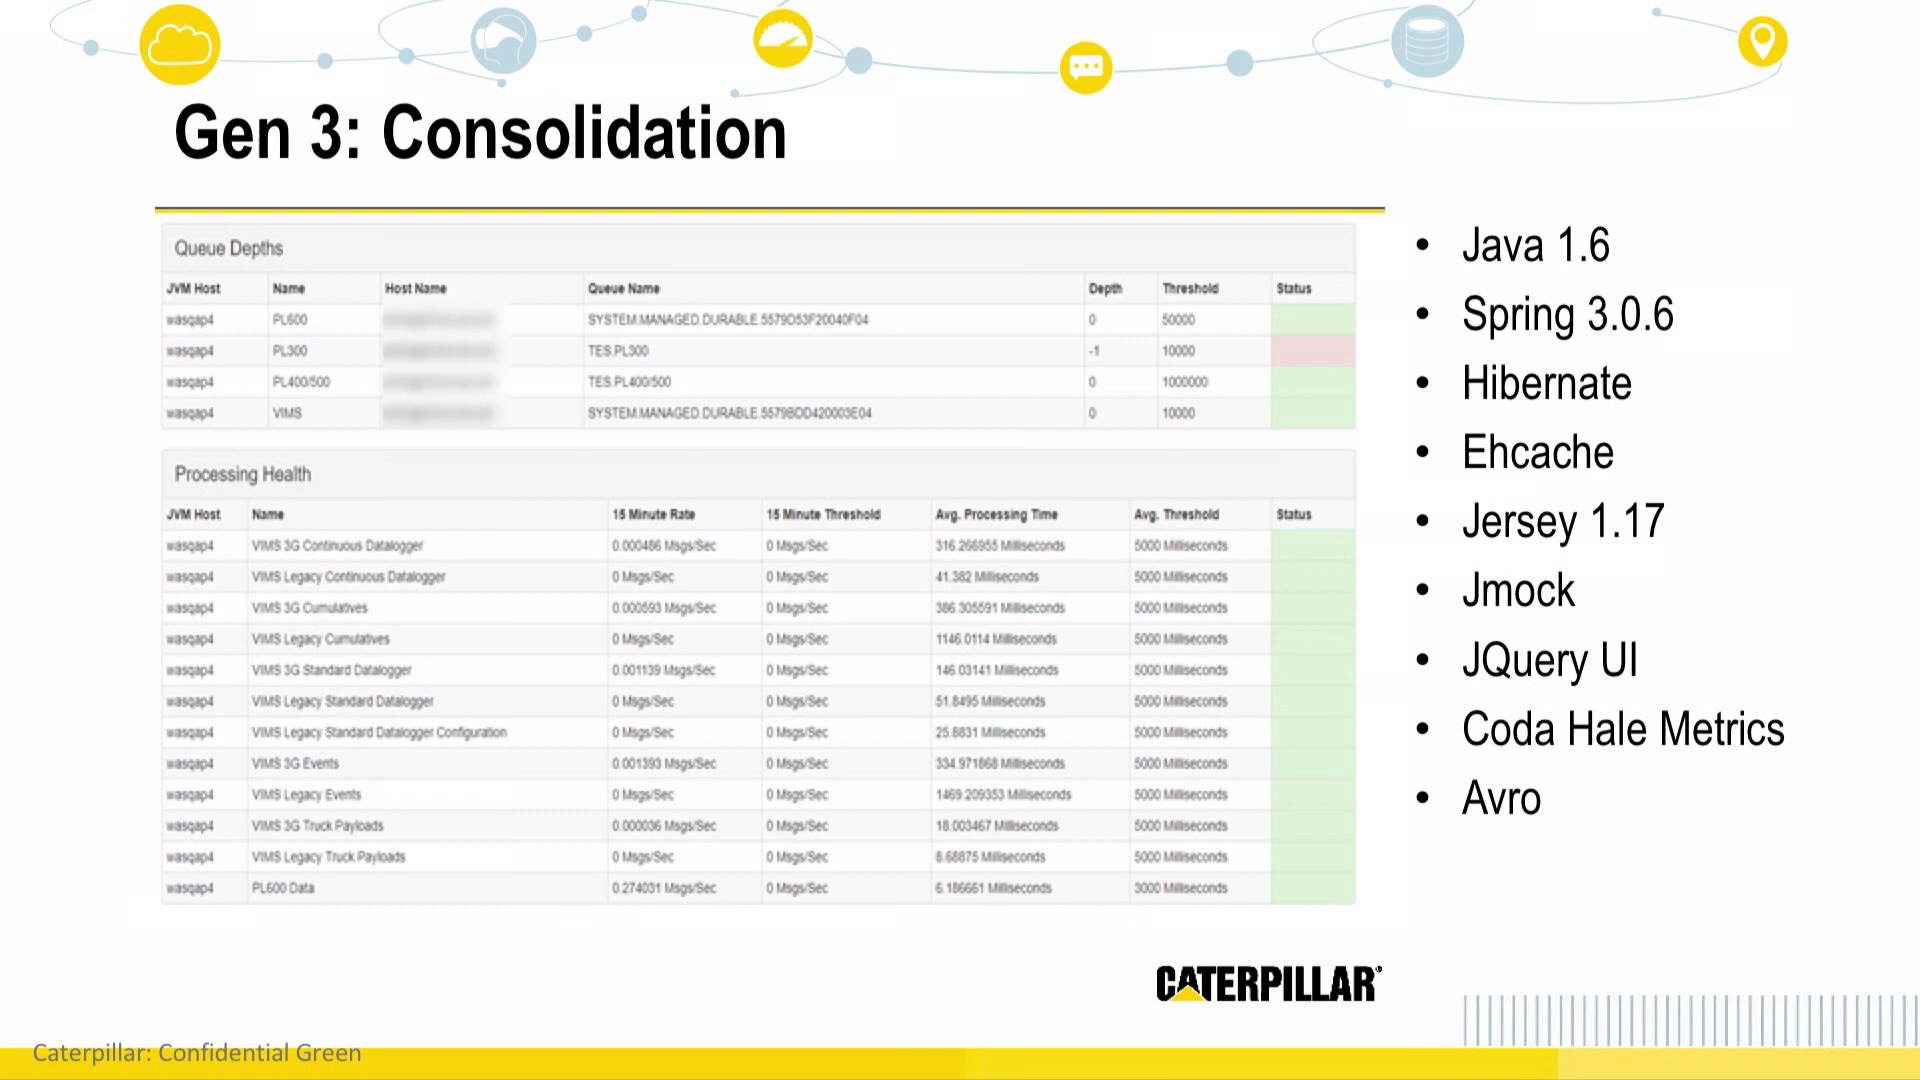 Gen 3: Consolidation
Queue Depths
JVM Host Name Host Name Queue Name Depth Threshold Status
wasqap4 PL600 SYSTEM.MANAGED.DURABLE.5579D53F20040F04 0 50000
wasqap4 PL300 TES.PL300 -1 10000
wasqap4 PL400/500 TES.PL400/500 0 1000000
wasqap4 VIMS SYSTEM.MANAGED.DURABLE.5579BDD420003E04 0 10000
Processing Health
JVM Host Name 15 Minute Rate 15 Minute Threshold Avg. Processing Time Avg. Threshold Status
wasqap4 VIMS 3G Continuous Datalogger 0.000486 Msgs/Sec 0 Msgs/Sec 316.266955 Milliseconds 5000 Milliseconds
wasqap4 VIMS Legacy Continuous Datalogger 0 Msgs/Sec 0 Msgs/Sec 41.382 Milliseconds 5000 Milliseconds
wasqap4 VIMS 3G Cumulatives 0.000593 Msgs/Sec 0 Msgs/Sec 386.305591 Milliseconds 5000 Milliseconds
wasqap4 VIMS Legacy Cumulatives 0 Msgs/Sec 0 Msgs/Sec 1146.0114 Milliseconds 5000 Milliseconds
wasqap4 VIMS 3G Standard Datalogger 0.001139 Msgs/Sec 0 Msgs/Sec 146.03141 Milliseconds 5000 Milliseconds
wasqap4 VIMS Legacy Standard Datalogger 0 Msgs/Sec 0 Msgs/Sec 51.8495 Milliseconds 5000 Milliseconds
wasqap4 VIMS Legacy Standard Datalogger Configuration 0 Msgs/Sec 0 Msgs/Sec 25.8831 Milliseconds 5000 Milliseconds
wasqap4 VIMS 3G Events 0.001393 Msgs/Sec 0 Msgs/Sec 334.971868 Milliseconds 5000 Milliseconds
wasqap4 VIMS Legacy Events 0 Msgs/Sec 0 Msgs/Sec 1469.209353 Milliseconds 5000 Milliseconds
wasqap4 VIMS 3G Truck Payloads 0.000036 Msgs/Sec 0 Msgs/Sec 18.003467 Milliseconds 5000 Milliseconds
wasqap4 VIMS Legacy Truck Payloads 0 Msgs/Sec 0 Msgs/Sec 8.68875 Milliseconds 5000 Milliseconds
wasqap4 PL600 Data 0.274031 Msgs/Sec 0 Msgs/Sec 6.186661 Milliseconds 3000 Milliseconds
• Java 1.6
• Spring 3.0.6
• Hibernate
• Ehcache
• Jersey 1.17
• Jmock
• JQuery UI
• Coda Hale Metrics
• Avro
CATERPILLAR®
Caterpillar: Confidential Green